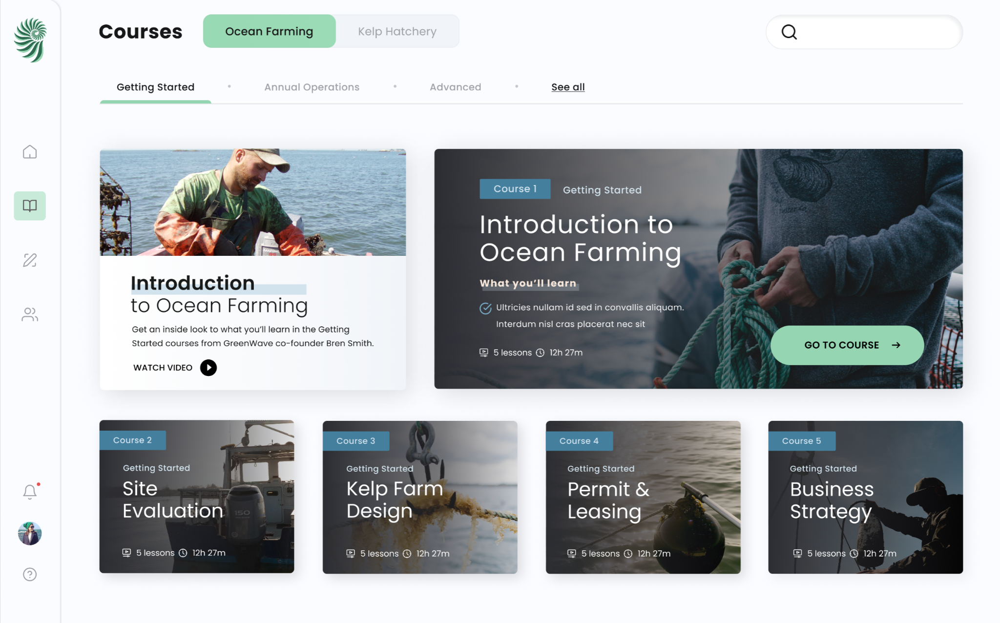 Courses
Ocean Farming
Kelp Hatchery
Getting Started
Annual Operations
Advanced
See all
Introduction
to Ocean Farming
Get an inside look to what you’ll learn in the Getting
Started courses from GreenWave co-founder Bren Smith.
WATCH VIDEO
Course 1
Getting Started
Introduction to
Ocean Farming
What you’ll learn
Ultricies nullam id sed in convallis aliquam.
Interdum nisl cras placerat nec sit
5 lessons
12h 27m
GO TO COURSE
Course 2
Getting Started
Site
Evaluation
150
5 lessons
12h 27m
Course 3
Getting Started
Kelp Farm
Design
5 lessons
12h 27m
Course 4
Getting Started
Permit &
Leasing
5 lessons
12h 27m
Course 5
Getting Started
Business
Strategy
5 lessons
12h 27m